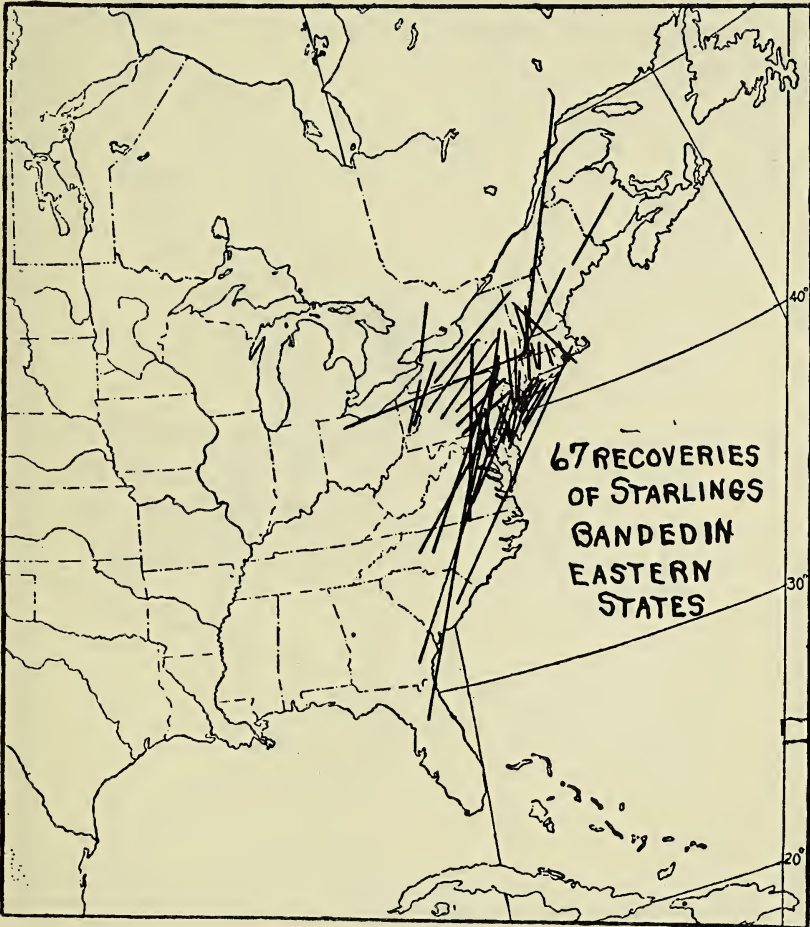 40°
67 RECOVERIES
OF STARLINGS
BANDED IN
EASTERN
STATES
30°
20°